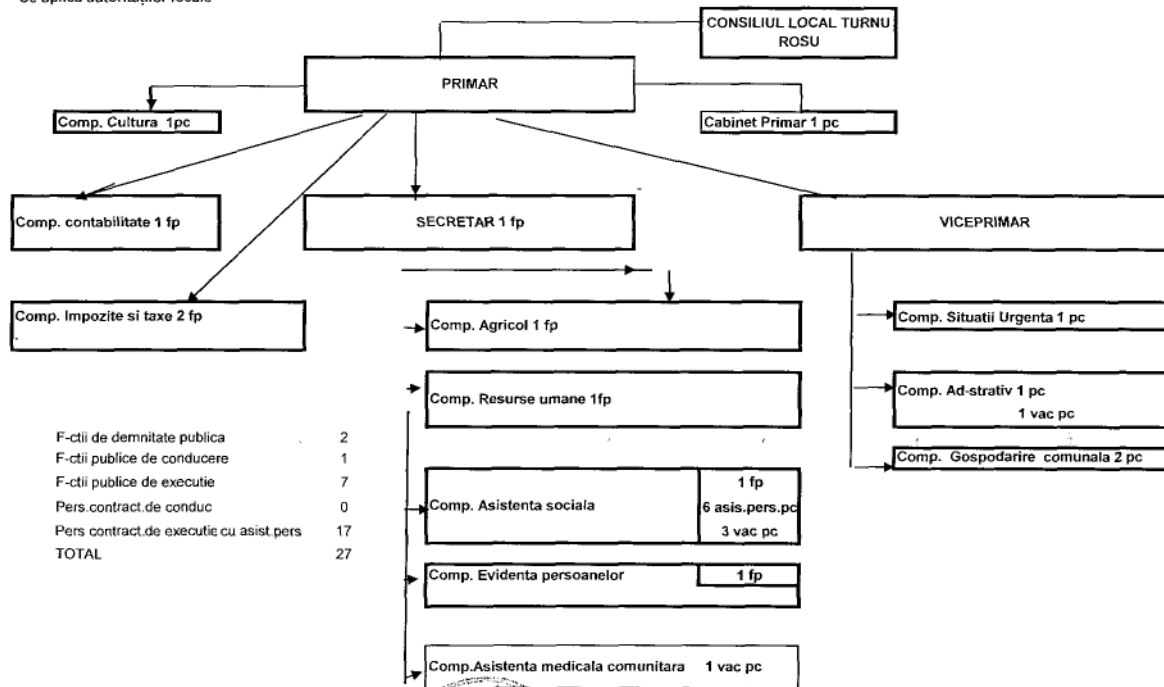 Se aplica autoritatilor locale
CONSILIUL LOCAL TURNU
ROSU
PRIMAR
Comp. Cultura 1pc
Cabinet Primar 1 pc
Comp. contabilitate 1 fp
SECRETAR 1 fp
VICEPRIMAR
Comp. Impozite si taxe 2 fp
Comp. Agricol 1 fp
Comp. Situatii Urgenta 1 pc
Comp. Resurse umane 1fp
Comp. Ad-strativ 1 pc
1 vac pc
Comp. Gospodarire comunala 2 pc
F-ctii de demnitate publica 2
F-ctii publice de conducere 1
F-ctii publice de executie 7
Pers.contract.de conduc 0
Pers contract.de executie cu asist.pers 17
TOTAL 27
Comp. Asistenta sociala
1 fp
6 asis.pers.pc
3 vac pc
Comp. Evidenta persoanelor 1 fp
Comp.Asistenta medicala comunitara 1 vac pc